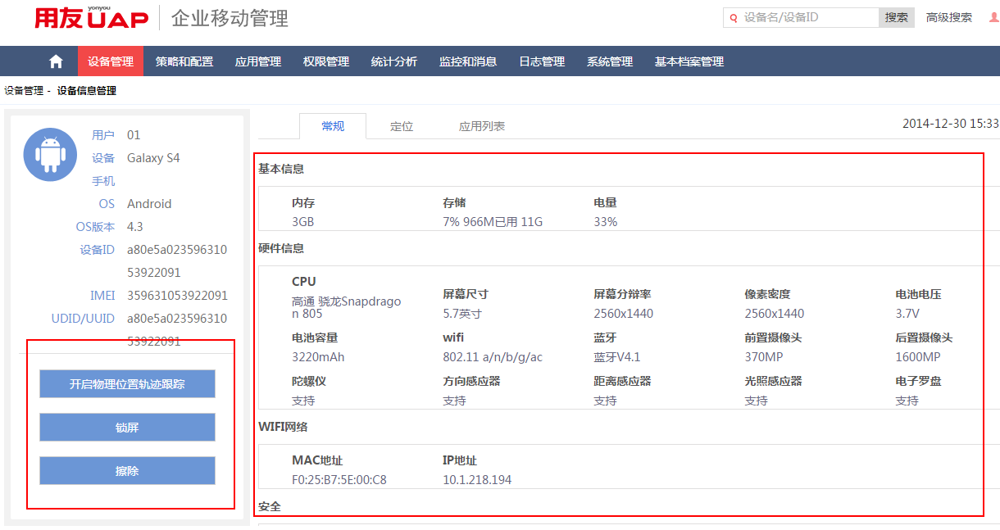 用友 yonyou UAP 企业移动管理
设备名/设备ID 搜索 高级搜索
设备管理 策略和配置 应用管理 权限管理 统计分析 监控和消息 日志管理 系统管理 基本档案管理
设备管理 - 设备信息管理
用户 01
设备 Galaxy S4
手机
OS Android
OS版本 4.3
设备ID a80e5a023596310
53922091
IMEI 359631053922091
UDID/UUID a80e5a023596310
53922091
开启物理位置轨迹跟踪
锁屏
擦除
常规 定位 应用列表 2014-12-30 15:33
基本信息
内存 存储 电量
3GB 7% 966M已用 11G 33%
硬件信息
CPU 屏幕尺寸 屏幕分辩率 像素密度 电池电压
高通 骁龙Snapdrago
n 805 5.7英寸 2560x1440 2560x1440 3.7V
电池容量 wifi 蓝牙 前置摄像头 后置摄像头
3220mAh 802.11 a/n/b/g/ac 蓝牙V4.1 370MP 1600MP
陀螺仪 方向感应器 距离感应器 光照感应器 电子罗盘
支持 支持 支持 支持 支持
WIFI网络
MAC地址 IP地址
F0:25:B7:5E:00:C8 10.1.218.194
安全